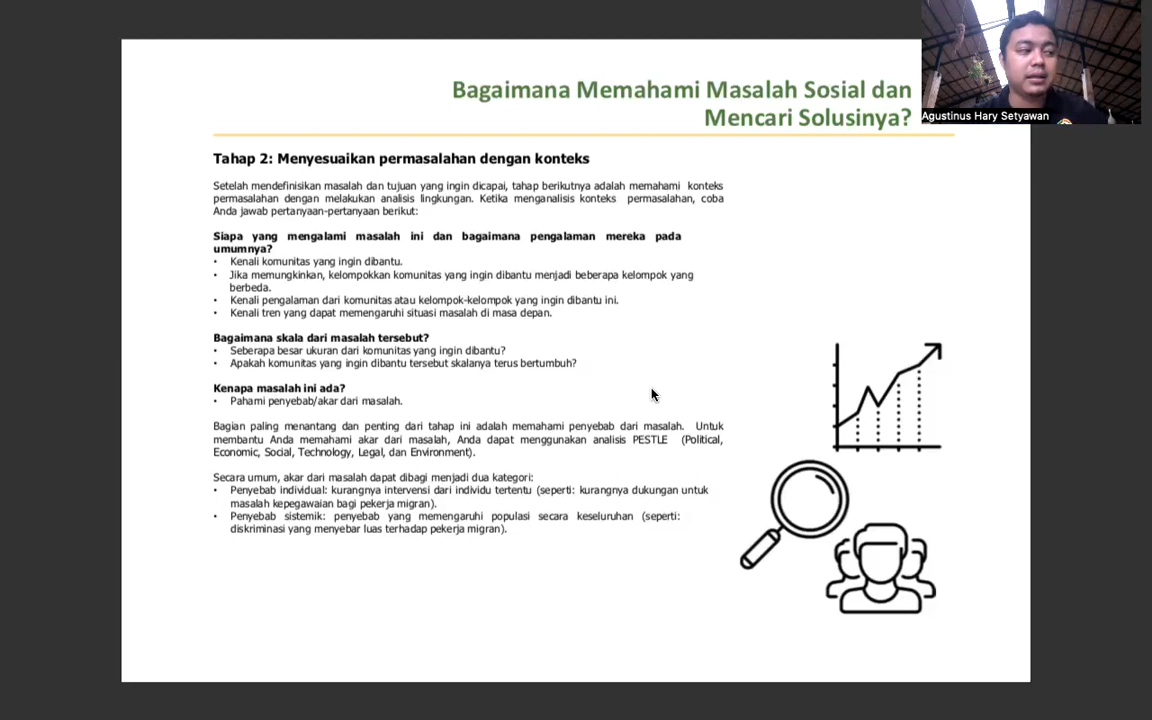 Bagaimana Memahami Masalah Sosial dan
Mencari Solusinya?
Agustinus Hary Setyawan
Tahap 2: Menyesuaikan permasalahan dengan konteks
Setelah mendefinisikan masalah dan tujuan yang ingin dicapai, tahap berikutnya adalah memahami konteks
permasalahan dengan melakukan analisis lingkungan. Ketika menganalisis konteks permasalahan, coba
Anda jawab pertanyaan-pertanyaan berikut:
Siapa yang mengalami masalah ini dan bagaimana pengalaman mereka pada
umumnya?
• Kenali komunitas yang ingin dibantu.
• Jika memungkinkan, kelompokkan komunitas yang ingin dibantu menjadi beberapa kelompok yang
berbeda.
• Kenali pengalaman dari komunitas atau kelompok-kelompok yang ingin dibantu ini.
• Kenali tren yang dapat memengaruhi situasi masalah di masa depan.
Bagaimana skala dari masalah tersebut?
• Seberapa besar ukuran dari komunitas yang ingin dibantu?
• Apakah komunitas yang ingin dibantu tersebut skalanya terus bertumbuh?
Kenapa masalah ini ada?
• Pahami penyebab/akar dari masalah.
Bagian paling menantang dan penting dari tahap ini adalah memahami penyebab dari masalah. Untuk
membantu Anda memahami akar dari masalah, Anda dapat menggunakan analisis PESTLE (Political,
Economic, Social, Technology, Legal, dan Environment).
Secara umum, akar dari masalah dapat dibagi menjadi dua kategori:
• Penyebab individual: kurangnya intervensi dari individu tertentu (seperti: kurangnya dukungan untuk
masalah kepegawaian bagi pekerja migran).
• Penyebab sistemik: penyebab yang memengaruhi populasi secara keseluruhan (seperti:
diskriminasi yang menyebar luas terhadap pekerja migran).